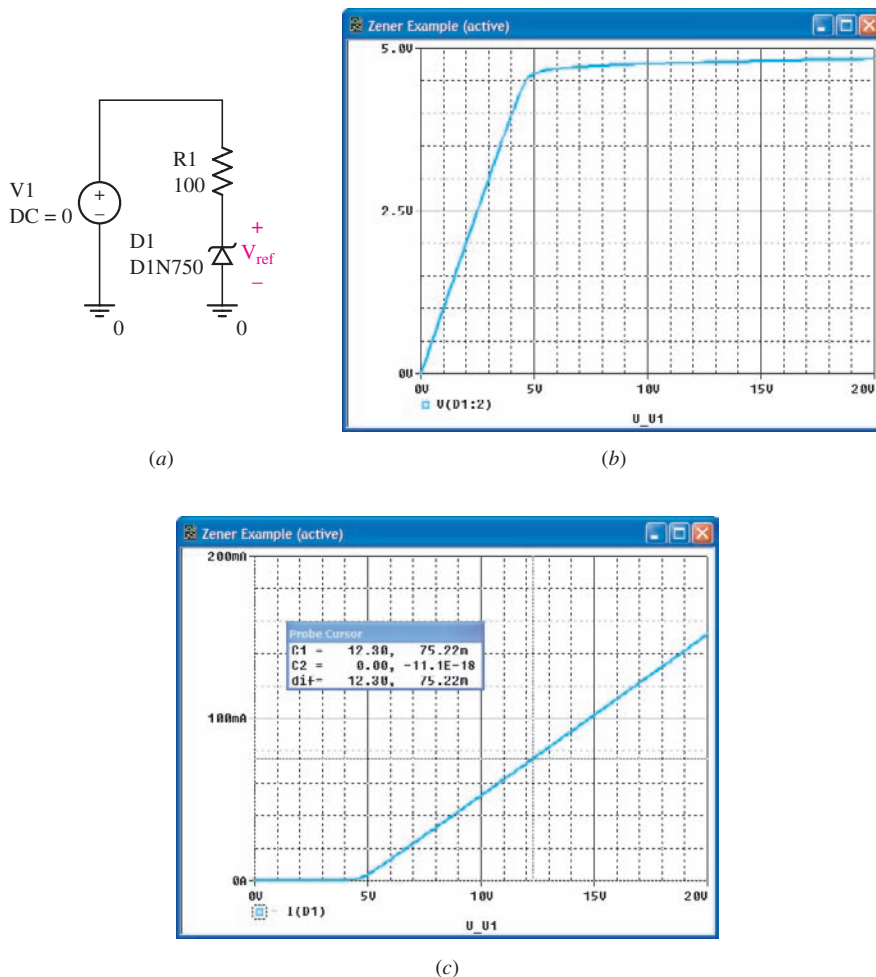 Zener Example (active)
5.0V
2.5V
0V
0V
5V
10V
15V
20V
V(D1:2)
V_V1
V1
DC = 0
+
−
R1
100
D1
D1N750
+
Vref
−
0
0
(a)
(b)
Zener Example (active)
200mA
100mA
0A
Probe Cursor
C1 = 12.30, 75.22m
C2 = 0.00, -11.1E-18
dif= 12.30, 75.22m
0V
5V
10V
15V
20V
- I(D1)
V_V1
(c)